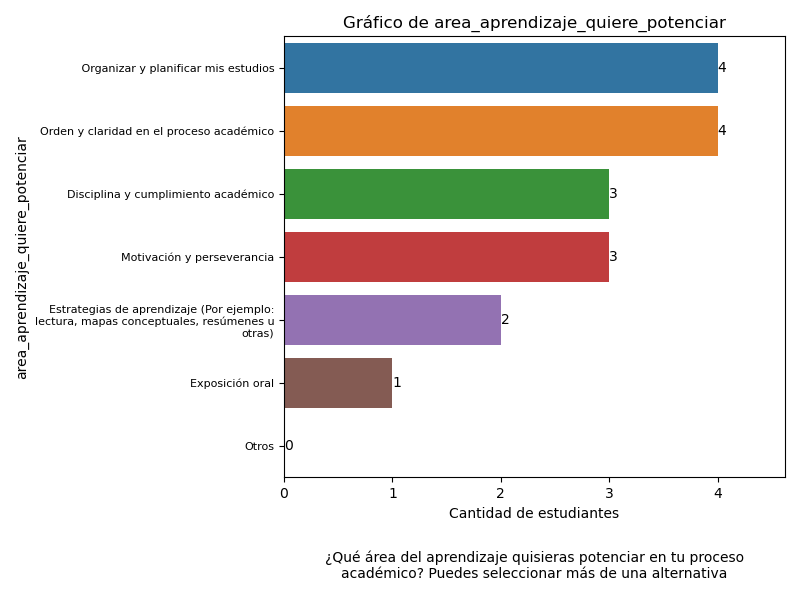 Gráfico de area_aprendizaje_quiere_potenciar
area_aprendizaje_quiere_potenciar
Organizar y planificar mis estudios
4
Orden y claridad en el proceso académico
4
Disciplina y cumplimiento académico
3
Motivación y perseverancia
3
Estrategias de aprendizaje (Por ejemplo:
lectura, mapas conceptuales, resúmenes u
otras)
2
Exposición oral
1
Otros
0
0 1 2 3 4
Cantidad de estudiantes
¿Qué área del aprendizaje quisieras potenciar en tu proceso
académico? Puedes seleccionar más de una alternativa